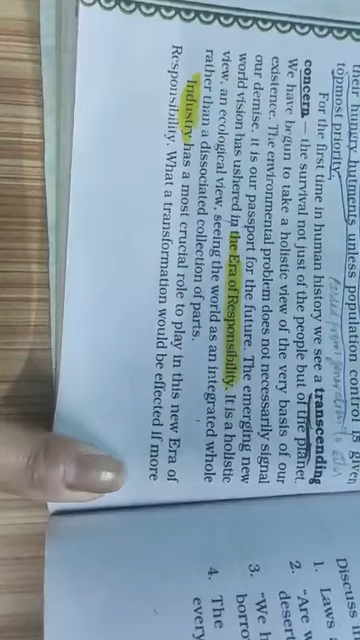 their hungry hutments unless population control is given
topmost priority.
For the first time in human history we see a transcending
concern — the survival not just of the people but of the planet.
We have begun to take a holistic view of the very basis of our
existence. The environmental problem does not necessarily signal
our demise, it is our passport for the future. The emerging new
world vision has ushered in the Era of Responsibility. It is a holistic
view, an ecological view, seeing the world as an integrated whole
rather than a dissociated collection of parts.
Industry has a most crucial role to play in this new Era of
Responsibility. What a transformation would be effected if more
Discuss
1. Laws
2. "Are
desert
3. "We
borro
4. The
every